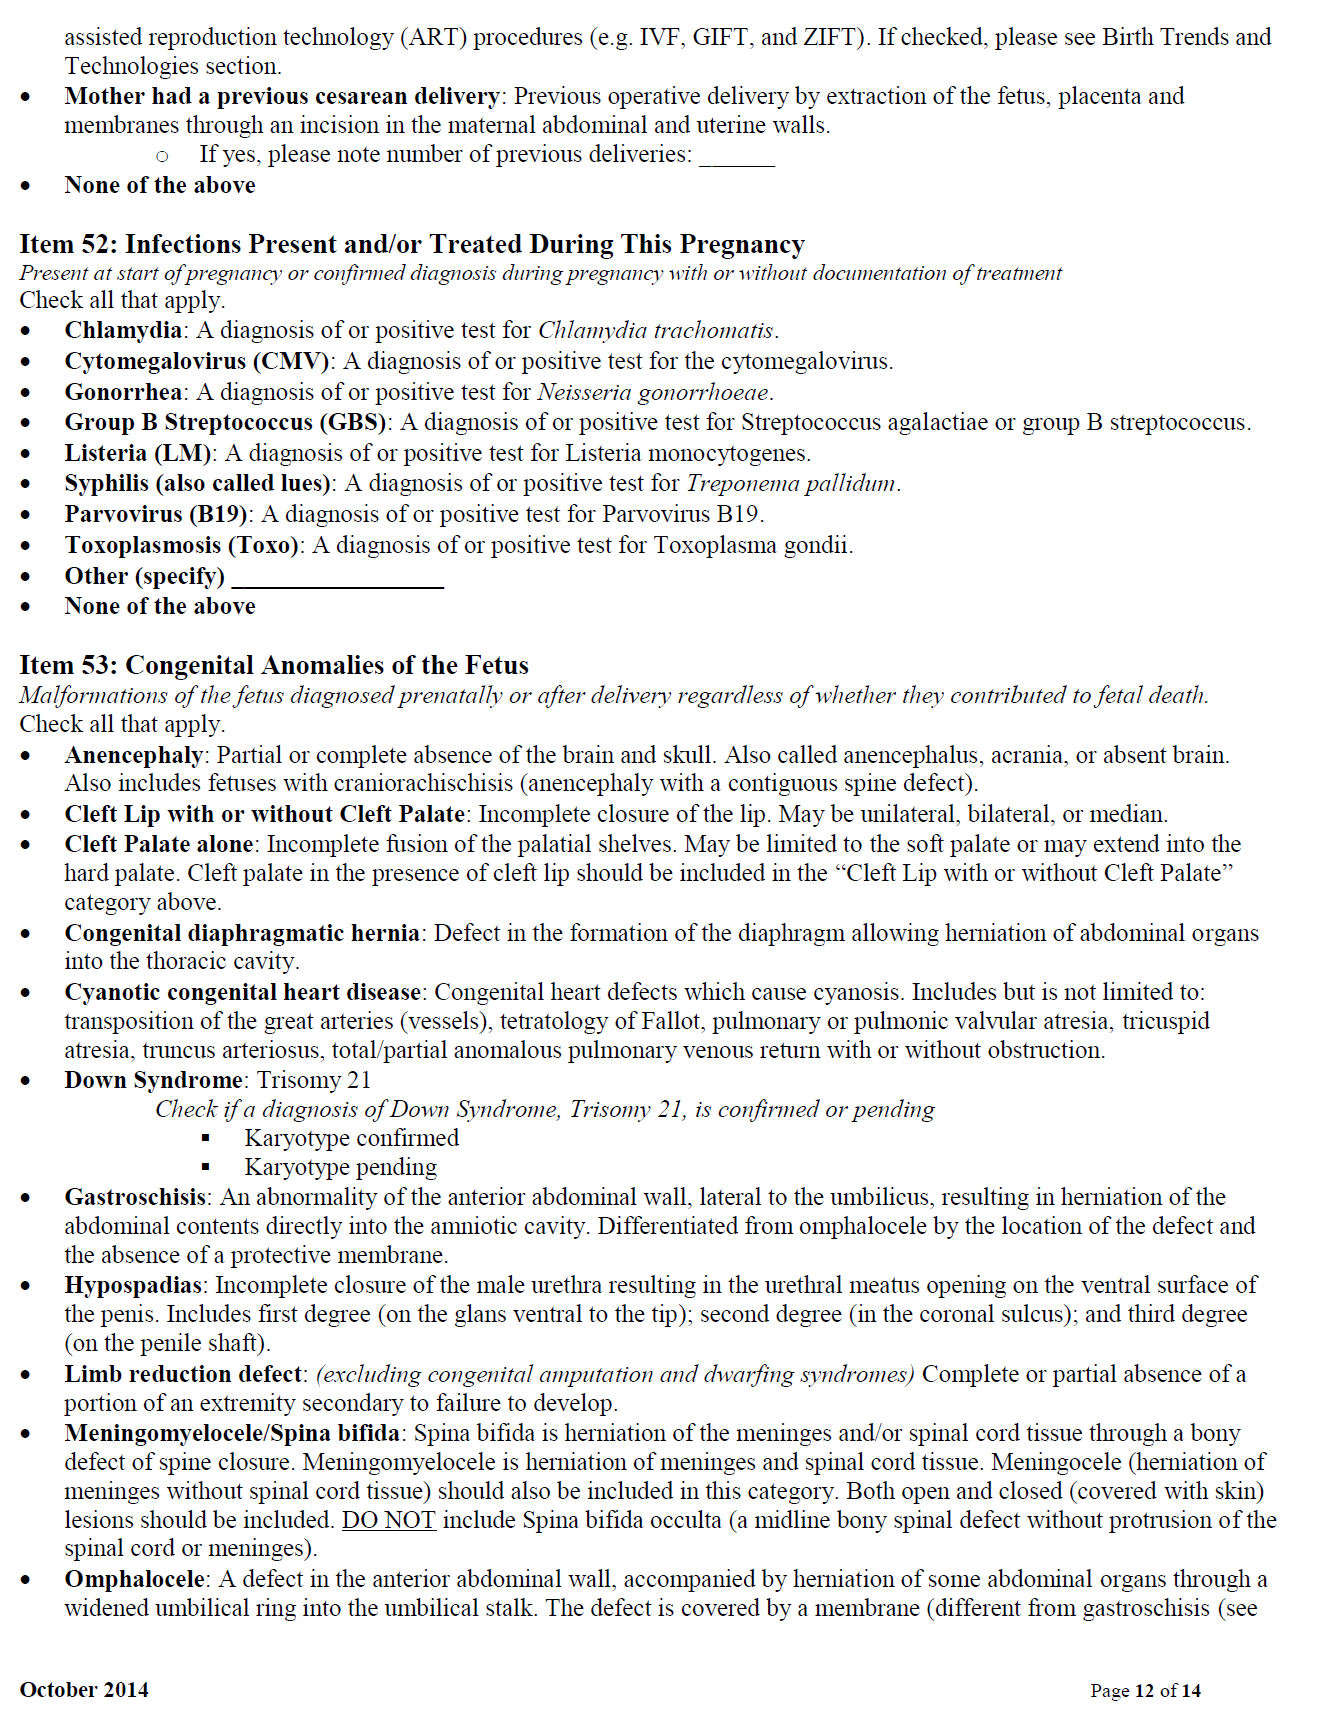 assisted reproduction technology (ART) procedures (e.g. IVF, GIFT, and ZIFT). If checked, please see Birth Trends and
Technologies section.
• Mother had a previous cesarean delivery: Previous operative delivery by extraction of the fetus, placenta and
membranes through an incision in the maternal abdominal and uterine walls.
○ If yes, please note number of previous deliveries: ______
• None of the above
Item 52: Infections Present and/or Treated During This Pregnancy
Present at start of pregnancy or confirmed diagnosis during pregnancy with or without documentation of treatment
Check all that apply.
• Chlamydia: A diagnosis of or positive test for Chlamydia trachomatis.
• Cytomegalovirus (CMV): A diagnosis of or positive test for the cytomegalovirus.
• Gonorrhea: A diagnosis of or positive test for Neisseria gonorrhoeae.
• Group B Streptococcus (GBS): A diagnosis of or positive test for Streptococcus agalactiae or group B streptococcus.
• Listeria (LM): A diagnosis of or positive test for Listeria monocytogenes.
• Syphilis (also called lues): A diagnosis of or positive test for Treponema pallidum.
• Parvovirus (B19): A diagnosis of or positive test for Parvovirus B19.
• Toxoplasmosis (Toxo): A diagnosis of or positive test for Toxoplasma gondii.
• Other (specify) _________________
• None of the above
Item 53: Congenital Anomalies of the Fetus
Malformations of the fetus diagnosed prenatally or after delivery regardless of whether they contributed to fetal death.
Check all that apply.
• Anencephaly: Partial or complete absence of the brain and skull. Also called anencephalus, acrania, or absent brain.
Also includes fetuses with craniorachischisis (anencephaly with a contiguous spine defect).
• Cleft Lip with or without Cleft Palate: Incomplete closure of the lip. May be unilateral, bilateral, or median.
• Cleft Palate alone: Incomplete fusion of the palatial shelves. May be limited to the soft palate or may extend into the
hard palate. Cleft palate in the presence of cleft lip should be included in the “Cleft Lip with or without Cleft Palate”
category above.
• Congenital diaphragmatic hernia: Defect in the formation of the diaphragm allowing herniation of abdominal organs
into the thoracic cavity.
• Cyanotic congenital heart disease: Congenital heart defects which cause cyanosis. Includes but is not limited to:
transposition of the great arteries (vessels), tetratology of Fallot, pulmonary or pulmonic valvular atresia, tricuspid
atresia, truncus arteriosus, total/partial anomalous pulmonary venous return with or without obstruction.
• Down Syndrome: Trisomy 21
Check if a diagnosis of Down Syndrome, Trisomy 21, is confirmed or pending
▪ Karyotype confirmed
▪ Karyotype pending
• Gastroschisis: An abnormality of the anterior abdominal wall, lateral to the umbilicus, resulting in herniation of the
abdominal contents directly into the amniotic cavity. Differentiated from omphalocele by the location of the defect and
the absence of a protective membrane.
• Hypospadias: Incomplete closure of the male urethra resulting in the urethral meatus opening on the ventral surface of
the penis. Includes first degree (on the glans ventral to the tip); second degree (in the coronal sulcus); and third degree
(on the penile shaft).
• Limb reduction defect: (excluding congenital amputation and dwarfing syndromes) Complete or partial absence of a
portion of an extremity secondary to failure to develop.
• Meningomyelocele/Spina bifida: Spina bifida is herniation of the meninges and/or spinal cord tissue through a bony
defect of spine closure. Meningomyelocele is herniation of meninges and spinal cord tissue. Meningocele (herniation of
meninges without spinal cord tissue) should also be included in this category. Both open and closed (covered with skin)
lesions should be included. DO NOT include Spina bifida occulta (a midline bony spinal defect without protrusion of the
spinal cord or meninges).
• Omphalocele: A defect in the anterior abdominal wall, accompanied by herniation of some abdominal organs through a
widened umbilical ring into the umbilical stalk. The defect is covered by a membrane (different from gastroschisis (see
October 2014
Page 12 of 14